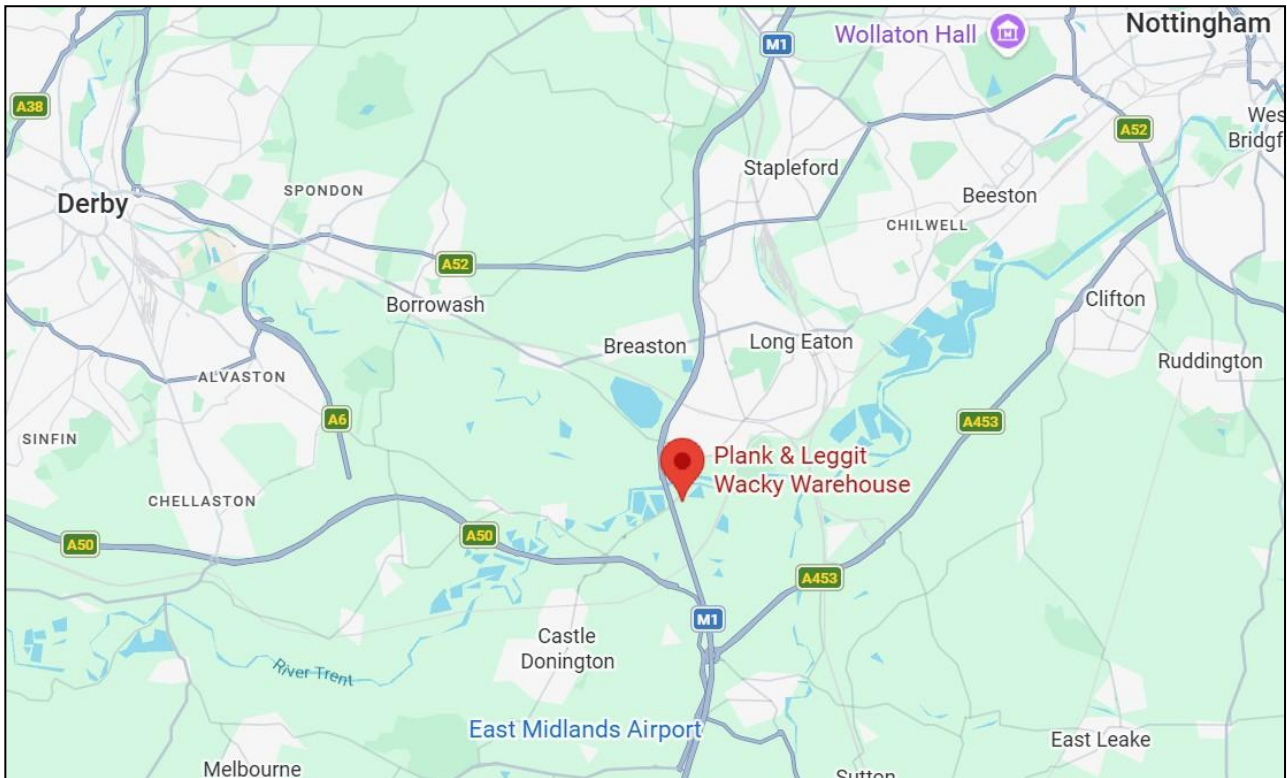 Nottingham
Wollaton Hall
M1
A38
A52
Wes
Bridgf
Stapleford
SPONDON
Beeston
Derby
CHILWELL
A52
Borrowash
Clifton
Breaston
Long Eaton
Ruddington
ALVASTON
A6
A453
SINFIN
Plank & Leggit
Wacky Warehouse
CHELLASTON
A50
A50
A453
M1
Castle
Donington
River Trent
East Midlands Airport
East Leake
Melbourne
Sutton